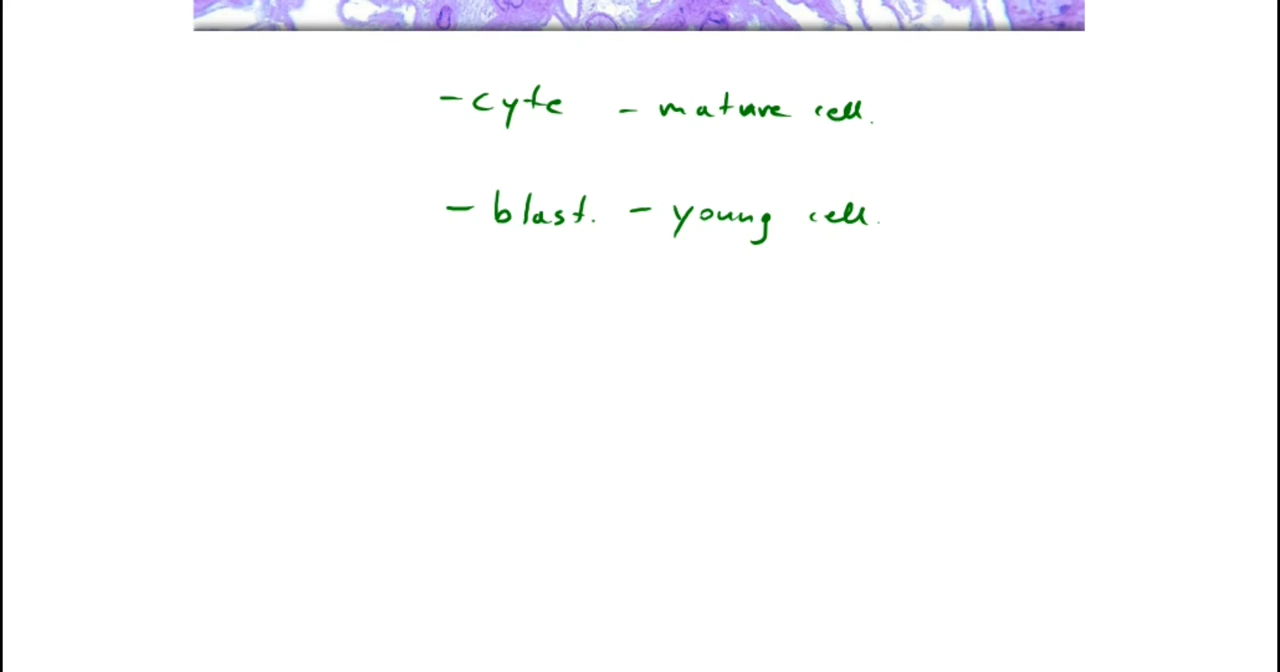 -cyte - mature cell.
- blast. - young cell.